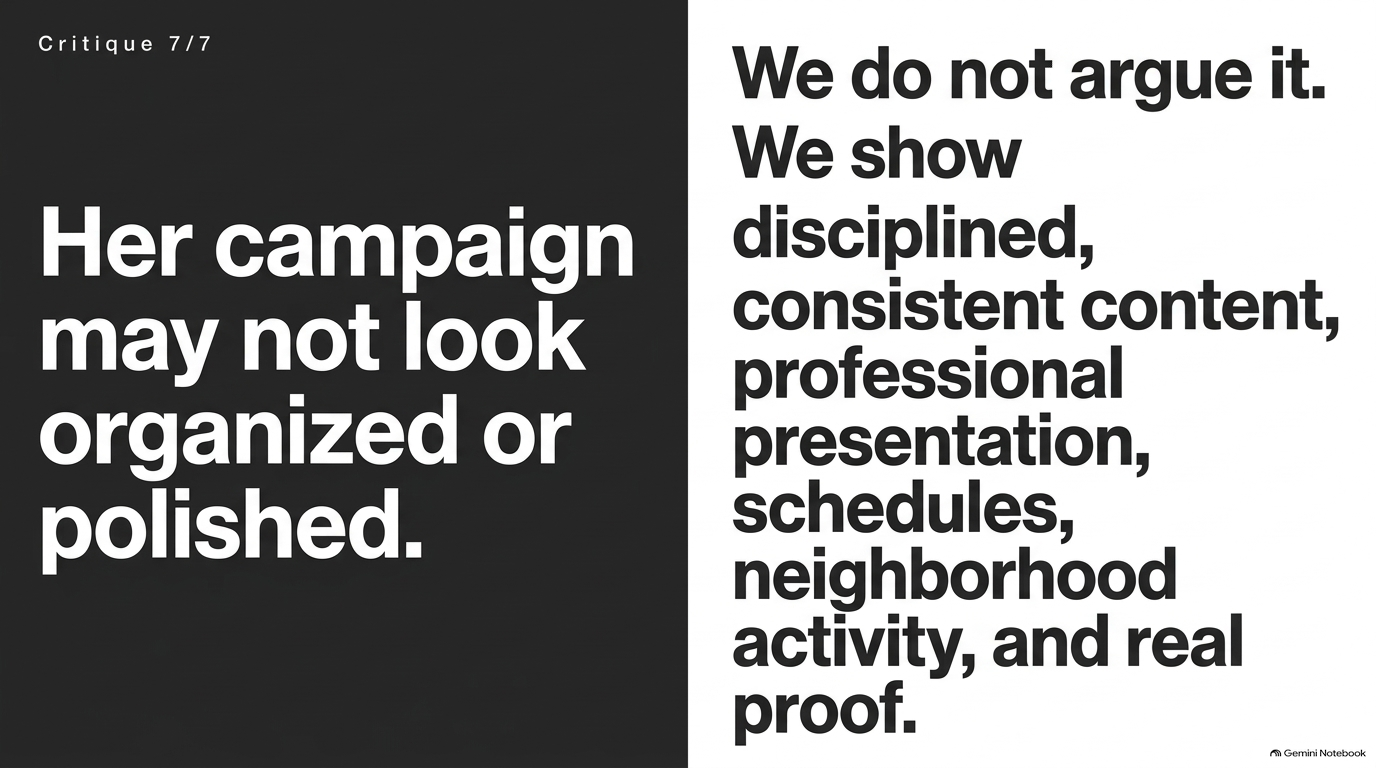 Critique 7/7
Her campaign
may not look
organized or
polished.
We do not argue it.
We show
disciplined,
consistent content,
professional
presentation,
schedules,
neighborhood
activity, and real
proof.
Gemini Notebook